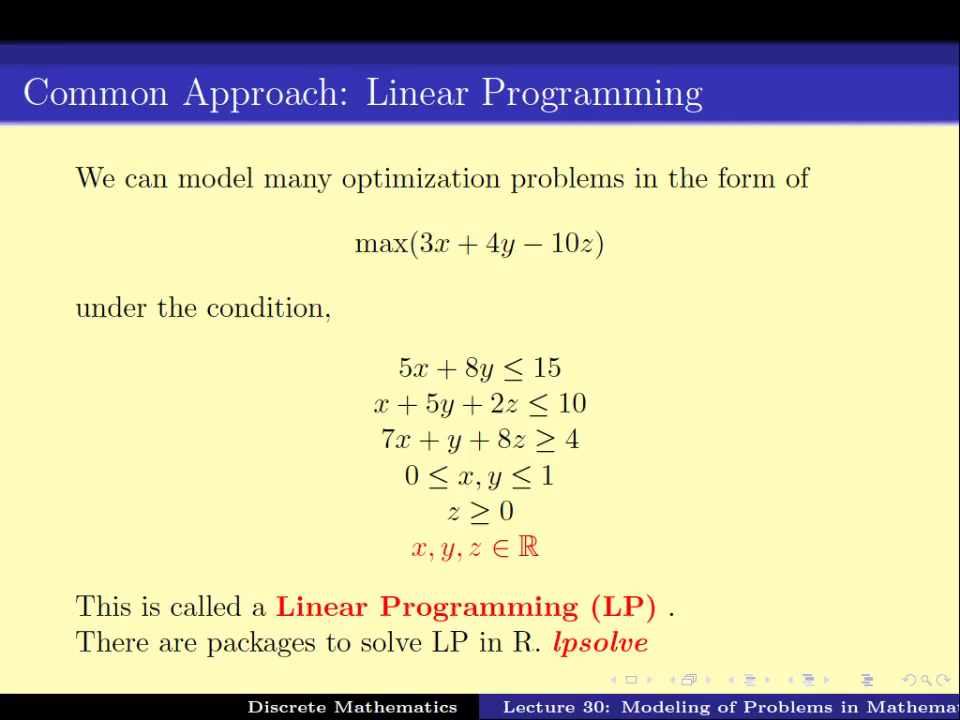 Common Approach: Linear Programming
We can model many optimization problems in the form of
max(3x + 4y − 10z)
under the condition,
5x + 8y ≤ 15
x + 5y + 2z ≤ 10
7x + y + 8z ≥ 4
0 ≤ x, y ≤ 1
z ≥ 0
x, y, z ∈ ℝ
This is called a Linear Programming (LP) .
There are packages to solve LP in R. lpsolve
Discrete Mathematics
Lecture 30: Modeling of Problems in Mathema